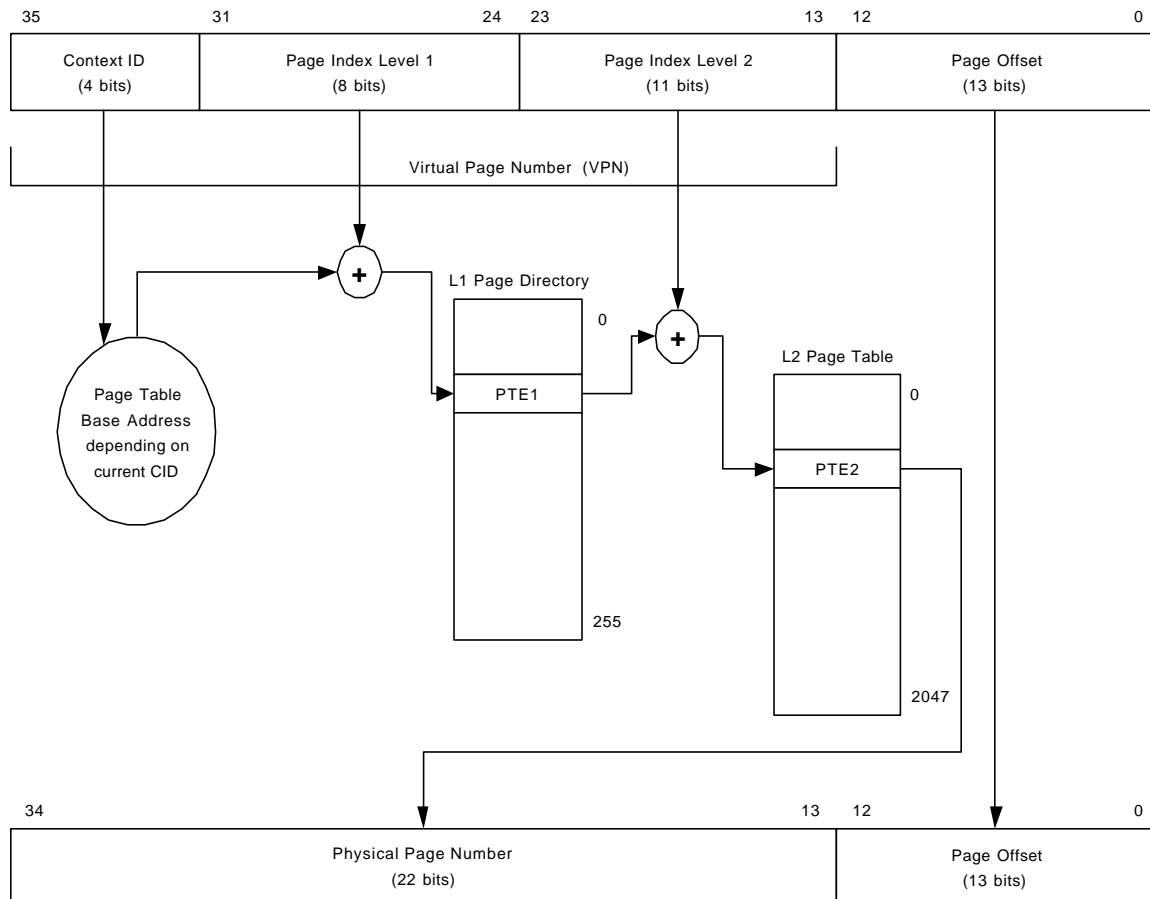 35 31 24 23 13 12 0
Context ID Page Index Level 1 Page Index Level 2 Page Offset
(4 bits) (8 bits) (11 bits) (13 bits)
Virtual Page Number (VPN)
+
L1 Page Directory
0
+
L2 Page Table
Page Table
Base Address
depending on
current CID
PTE1
0
PTE2
255
2047
34 13 12 0
Physical Page Number Page Offset
(22 bits) (13 bits)